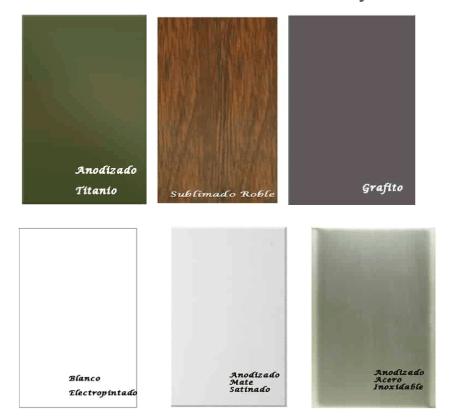 Anodizado
Titanio
Sublimado Roble
Grafito
Blanco
Electropintado
Anodizado
Mate
Satinado
Anodizado
Acero
Inoxidable